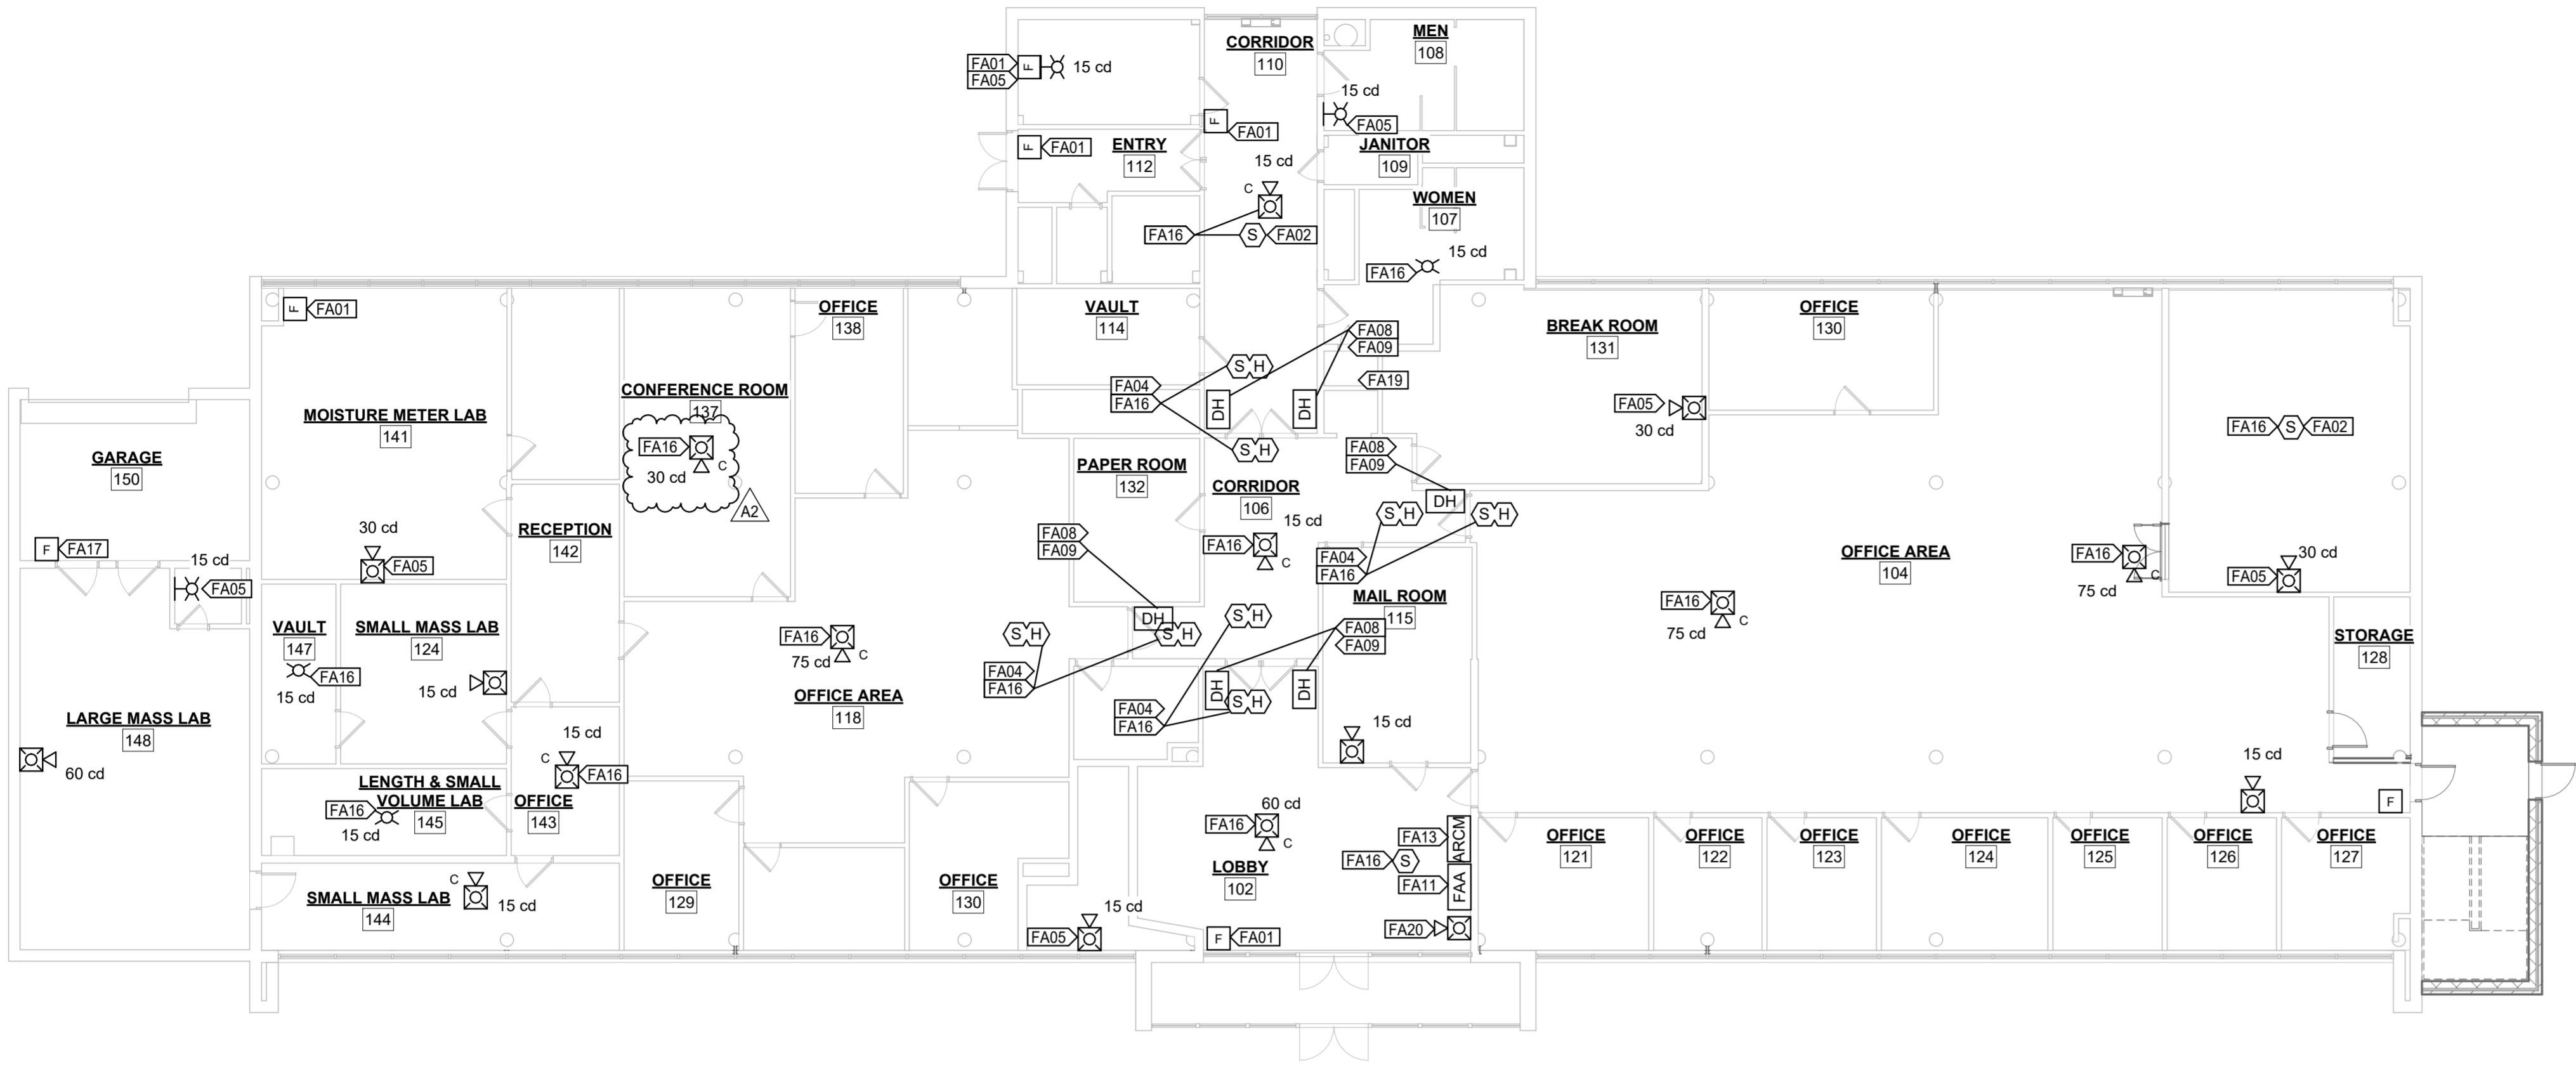 CORRIDOR
110
MEN
108
FA01
FA05
F
15 cd
15 cd
FA05
F
FA01
F
FA01
ENTRY
112
JANITOR
109
15 cd
C
FA16
S
FA02
WOMEN
107
FA16
15 cd
F
FA01
OFFICE
138
VAULT
114
BREAK ROOM
131
OFFICE
130
FA08
FA09
S H
FA04
FA16
DH
DH
FA19
CONFERENCE ROOM
137
FA16
C
30 cd
A2
MOISTURE METER LAB
141
FA05
30 cd
FA16
S
FA02
GARAGE
150
S H
FA08
FA09
PAPER ROOM
132
CORRIDOR
106
15 cd
FA16
C
DH
S H
S H
RECEPTION
142
30 cd
FA05
F
FA17
15 cd
FA05
FA08
FA09
FA04
FA16
OFFICE AREA
104
FA16
C
75 cd
30 cd
FA05
MAIL ROOM
115
FA16
C
75 cd
VAULT
147
FA16
15 cd
SMALL MASS LAB
124
15 cd
FA16
75 cd
C
DH
S H
S H
S H
FA08
FA09
STORAGE
128
FA04
FA16
OFFICE AREA
118
DH
S H
DH
FA04
FA16
LARGE MASS LAB
148
60 cd
15 cd
C
FA16
15 cd
15 cd
F
LENGTH & SMALL
VOLUME LAB
145
FA16
15 cd
OFFICE
143
60 cd
FA16
C
FA13
ARCM
FA16
S
FA11
FAA
LOBBY
102
OFFICE
121
OFFICE
122
OFFICE
123
OFFICE
124
OFFICE
125
OFFICE
126
OFFICE
127
SMALL MASS LAB
144
C
15 cd
OFFICE
129
OFFICE
130
15 cd
FA05
F
FA01
FA20